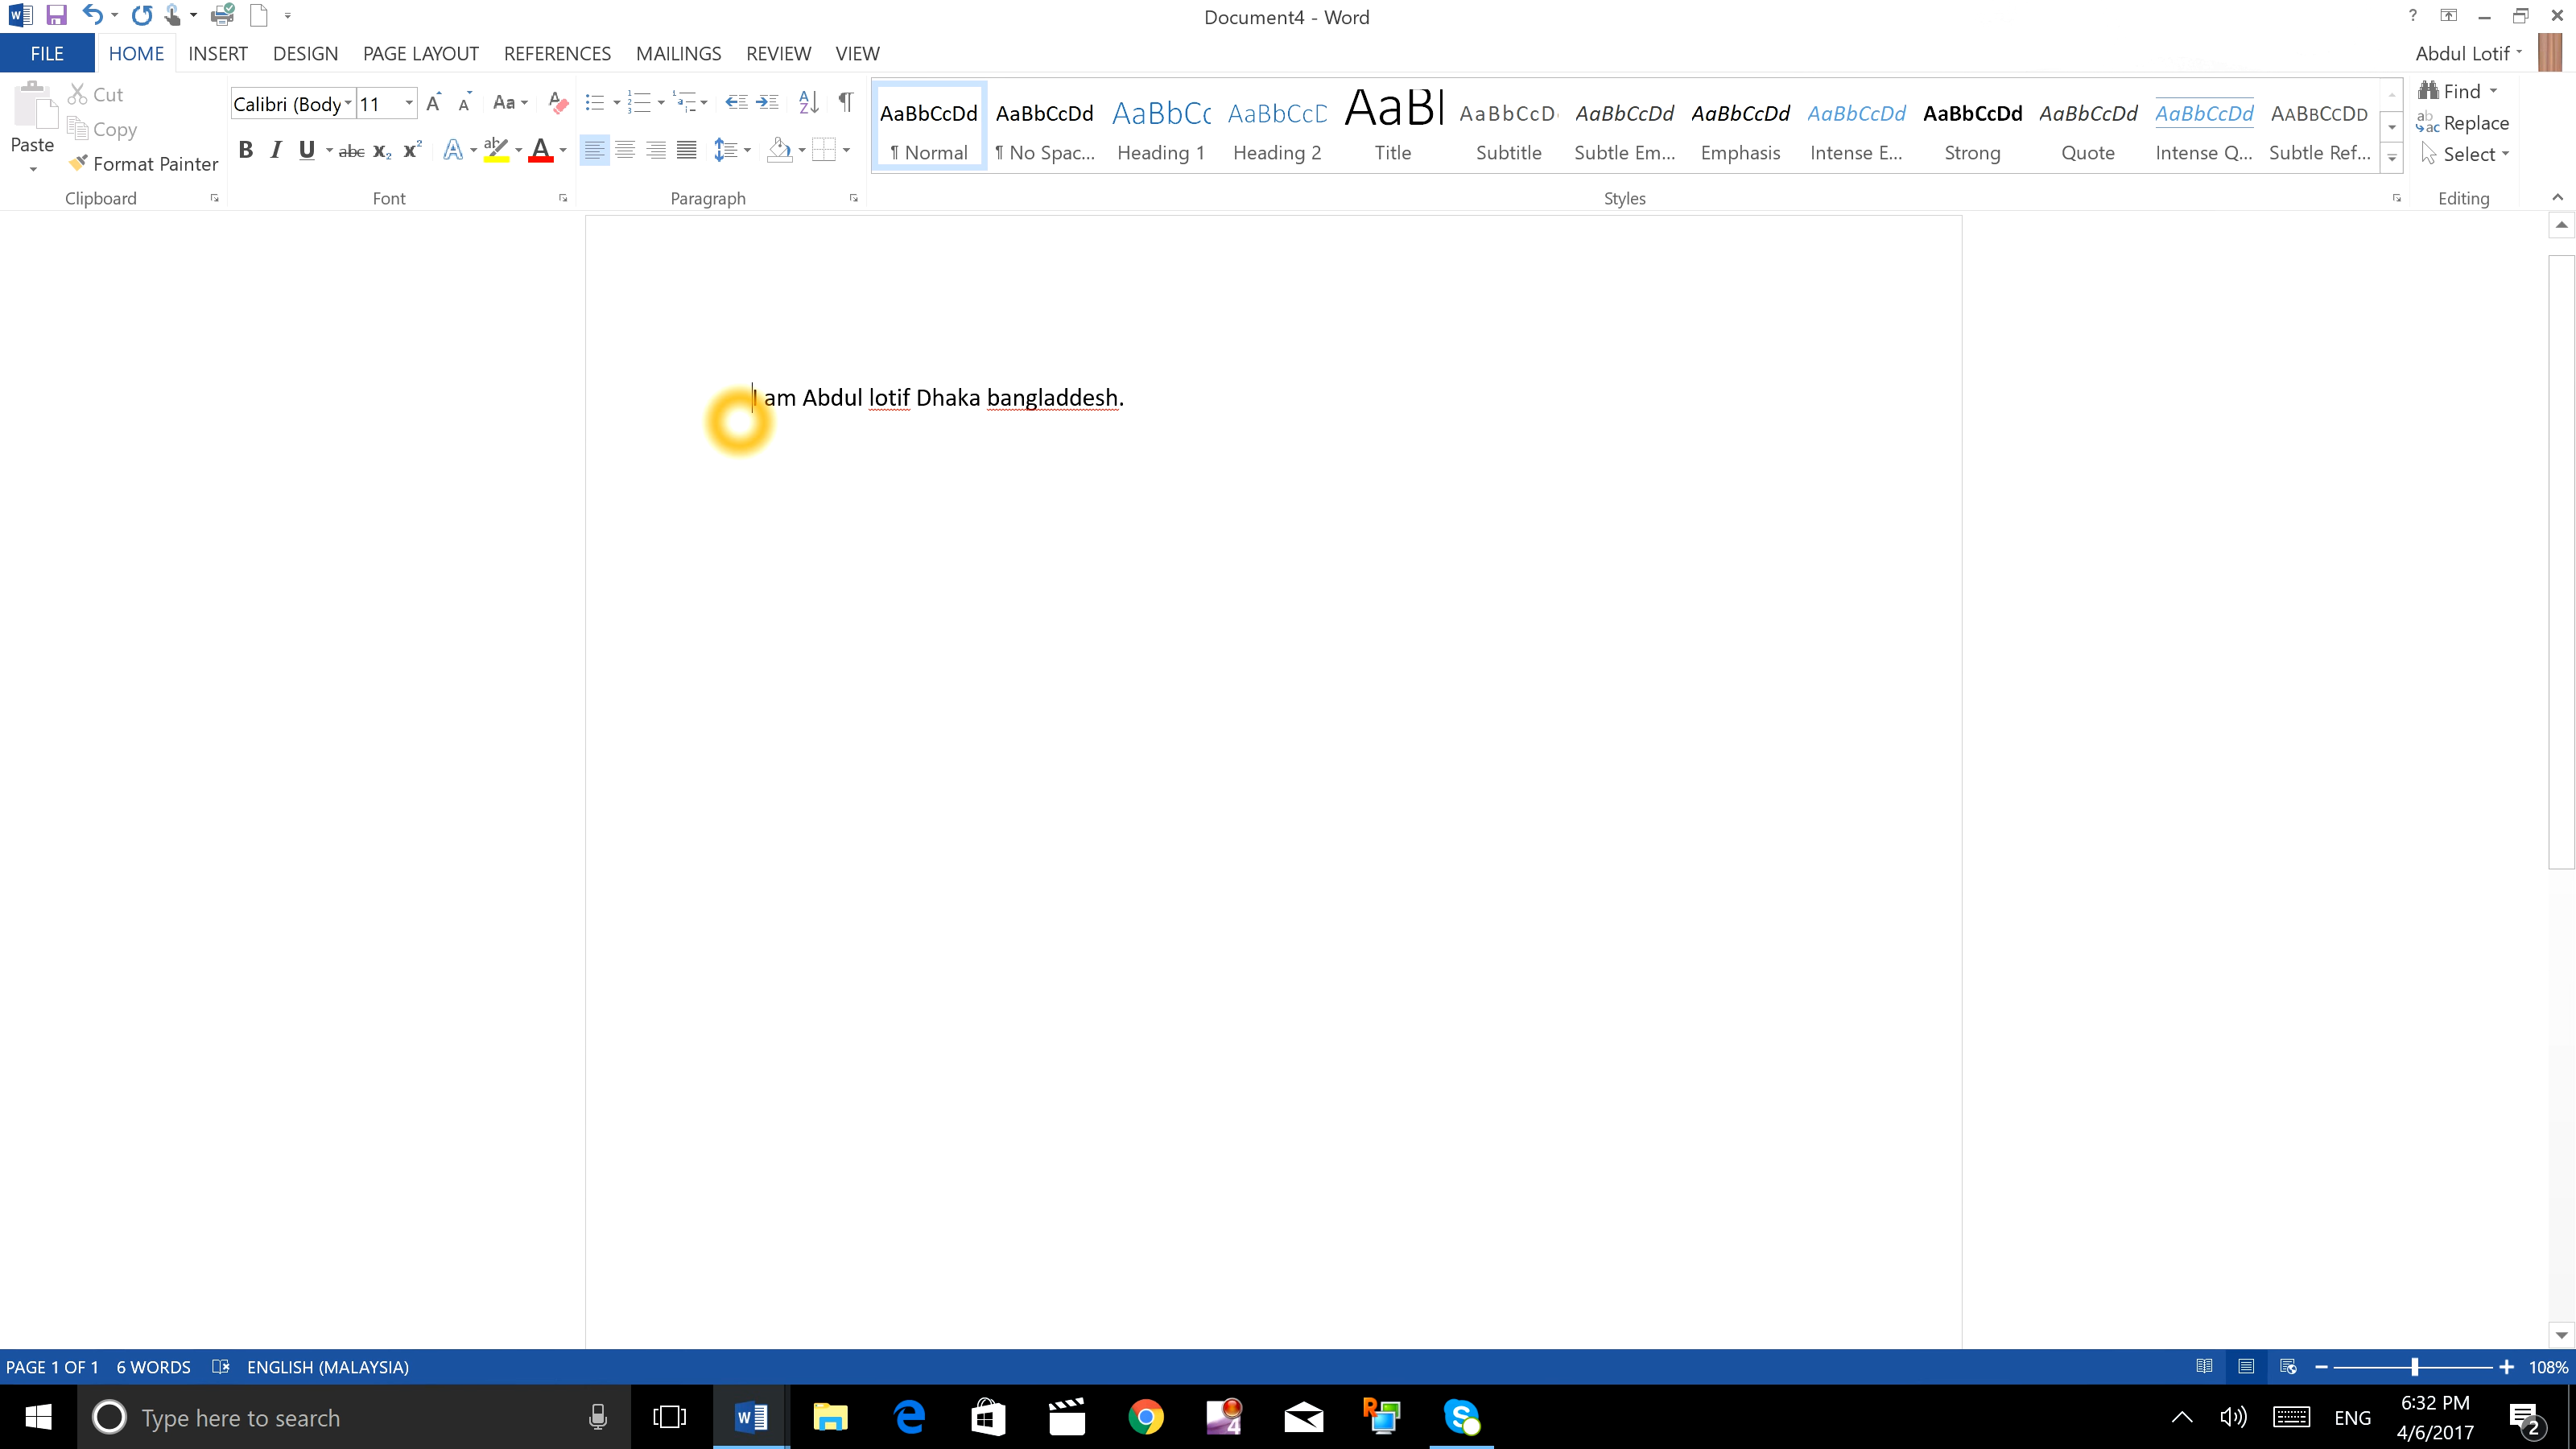 Document4 - Word
FILE HOME INSERT DESIGN PAGE LAYOUT REFERENCES MAILINGS REVIEW VIEW
Abdul Lotif
Paste
Cut
Copy
Format Painter
Clipboard
Calibri (Body 11
Font
Paragraph
AaBbCcDd AaBbCcDd AaBbCc AaBbCcD AaBl AaBbCcD AaBbCcDd AaBbCcDd AaBbCcDd AaBbCcDd AaBbCcDd AaBbCcDd AABBCCDD
¶ Normal ¶ No Spac... Heading 1 Heading 2 Title Subtitle Subtle Em... Emphasis Intense E... Strong Quote Intense Q... Subtle Ref...
Styles
Find
Replace
Select
Editing
I am Abdul lotif Dhaka bangladdesh.
PAGE 1 OF 1 6 WORDS ENGLISH (MALAYSIA)
108%
Type here to search
ENG
6:32 PM
4/6/2017
2